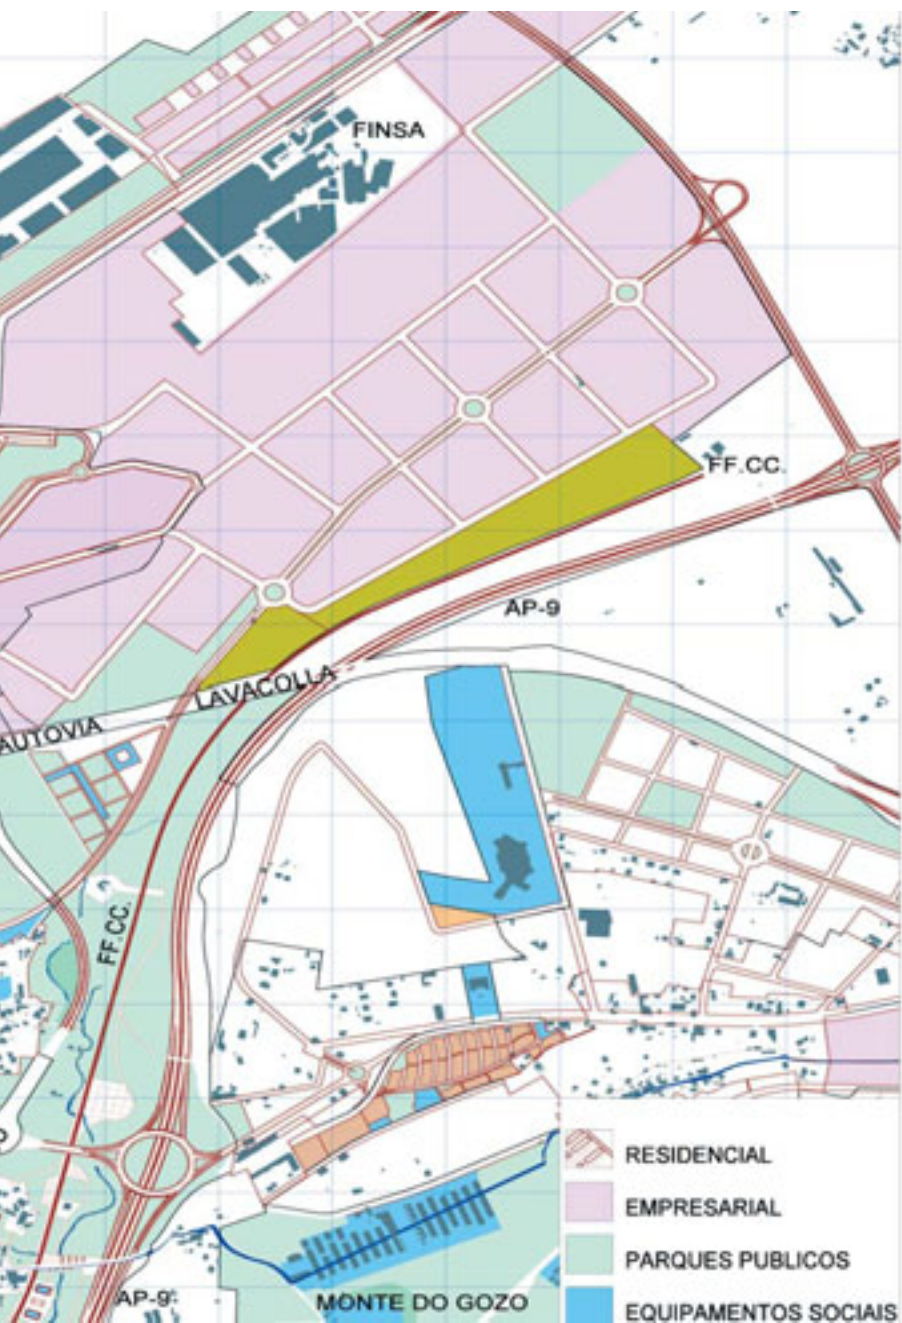 FINSA
FF.CC.
AP-9
LAVACOLLA
AUTOVIA
FF.CC.
RESIDENCIAL
EMPRESARIAL
PARQUES PUBLICOS
AP-9
MONTE DO GOZO
EQUIPAMENTOS SOCIAIS